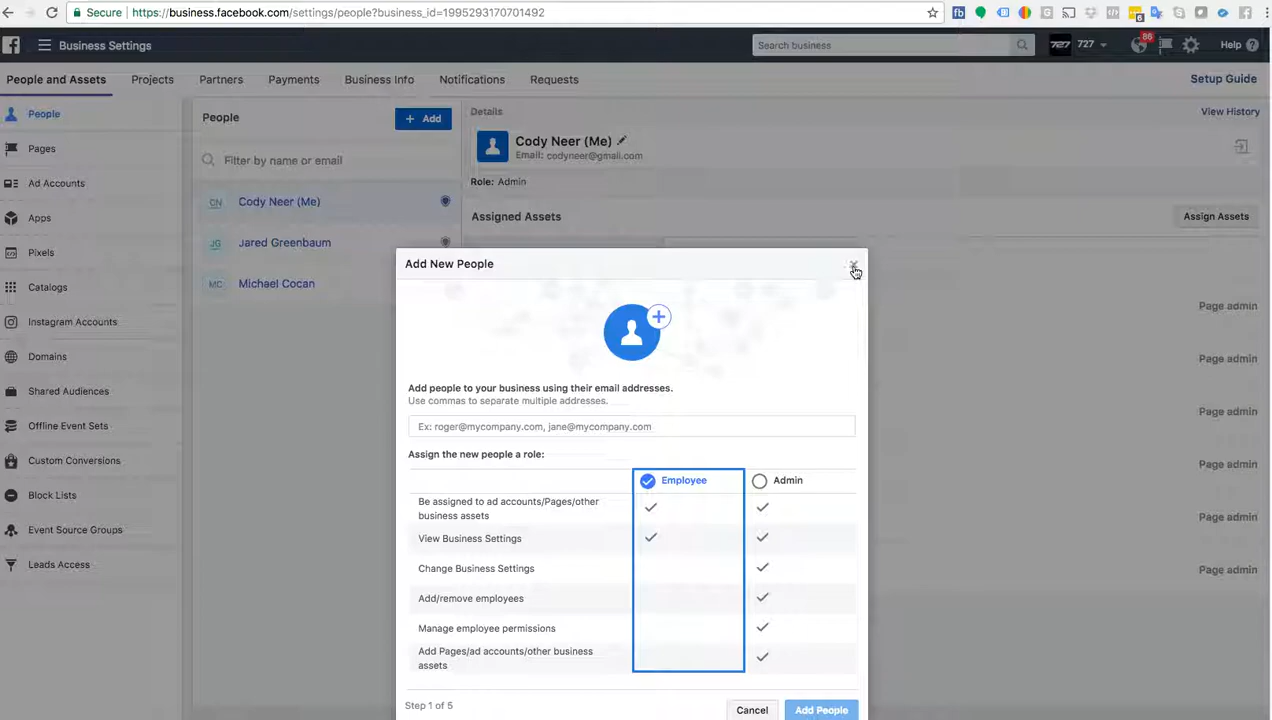 Secure | https://business.facebook.com/settings/people?business_id=1995293170701492
Business Settings
Search business
727
727
86
Help
6
People and Assets
Projects
Partners
Payments
Business Info
Notifications
Requests
Setup Guide
People
Pages
Ad Accounts
Apps
Pixels
Catalogs
Instagram Accounts
Domains
Shared Audiences
Offline Event Sets
Custom Conversions
Block Lists
Event Source Groups
Leads Access
People
+ Add
Filter by name or email
CN Cody Neer (Me)
JG Jared Greenbaum
MC Michael Cocan
Details
View History
Cody Neer (Me)
Email: codyneer@gmail.com
Role: Admin
Assigned Assets
Assign Assets
Page admin
Page admin
Page admin
Page admin
Page admin
Page admin
Add New People
Add people to your business using their email addresses.
Use commas to separate multiple addresses.
Ex: roger@mycompany.com, jane@mycompany.com
Assign the new people a role:
Employee
Admin
Be assigned to ad accounts/Pages/other
business assets
View Business Settings
Change Business Settings
Add/remove employees
Manage employee permissions
Add Pages/ad accounts/other business
assets
Step 1 of 5
Cancel
Add People